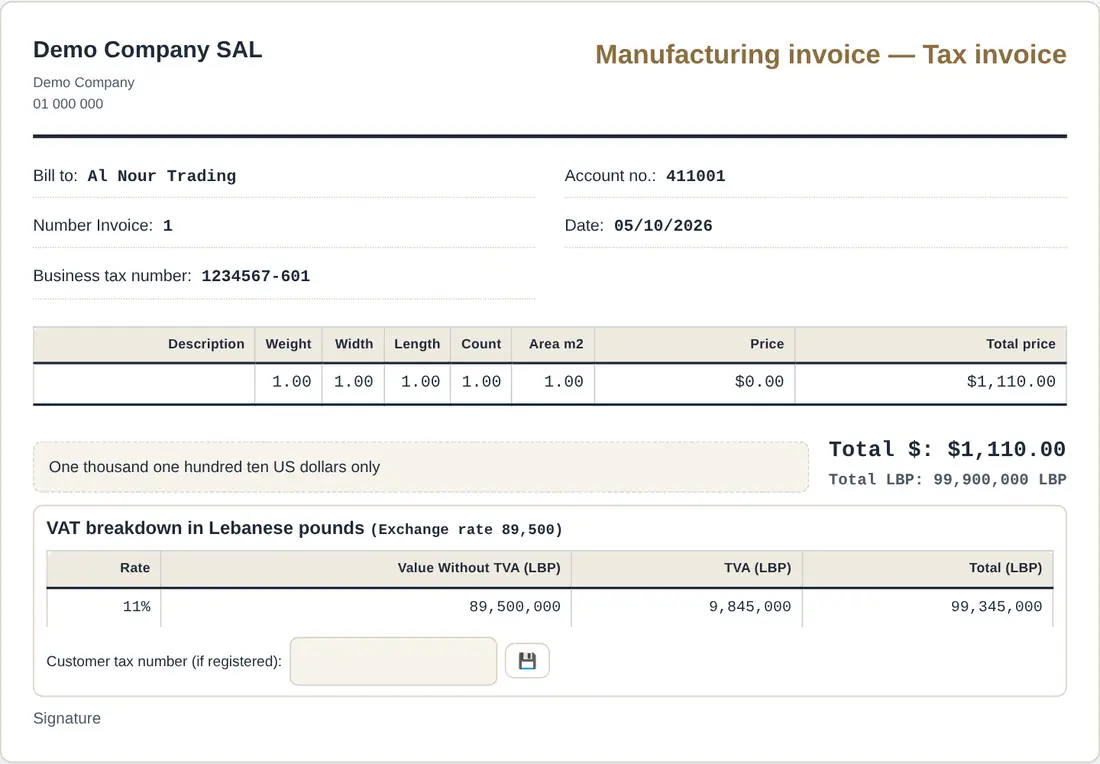 Demo Company SAL
Manufacturing invoice — Tax invoice
Demo Company
01 000 000
Bill to: Al Nour Trading
Account no.: 411001
Number Invoice: 1
Date: 05/10/2026
Business tax number: 1234567-601
Description Weight Width Length Count Area m2 Price Total price
1.00 1.00 1.00 1.00 1.00 $0.00 $1,110.00
One thousand one hundred ten US dollars only
Total $: $1,110.00
Total LBP: 99,900,000 LBP
VAT breakdown in Lebanese pounds (Exchange rate 89,500)
Rate Value Without TVA (LBP) TVA (LBP) Total (LBP)
11% 89,500,000 9,845,000 99,345,000
Customer tax number (if registered):
Signature